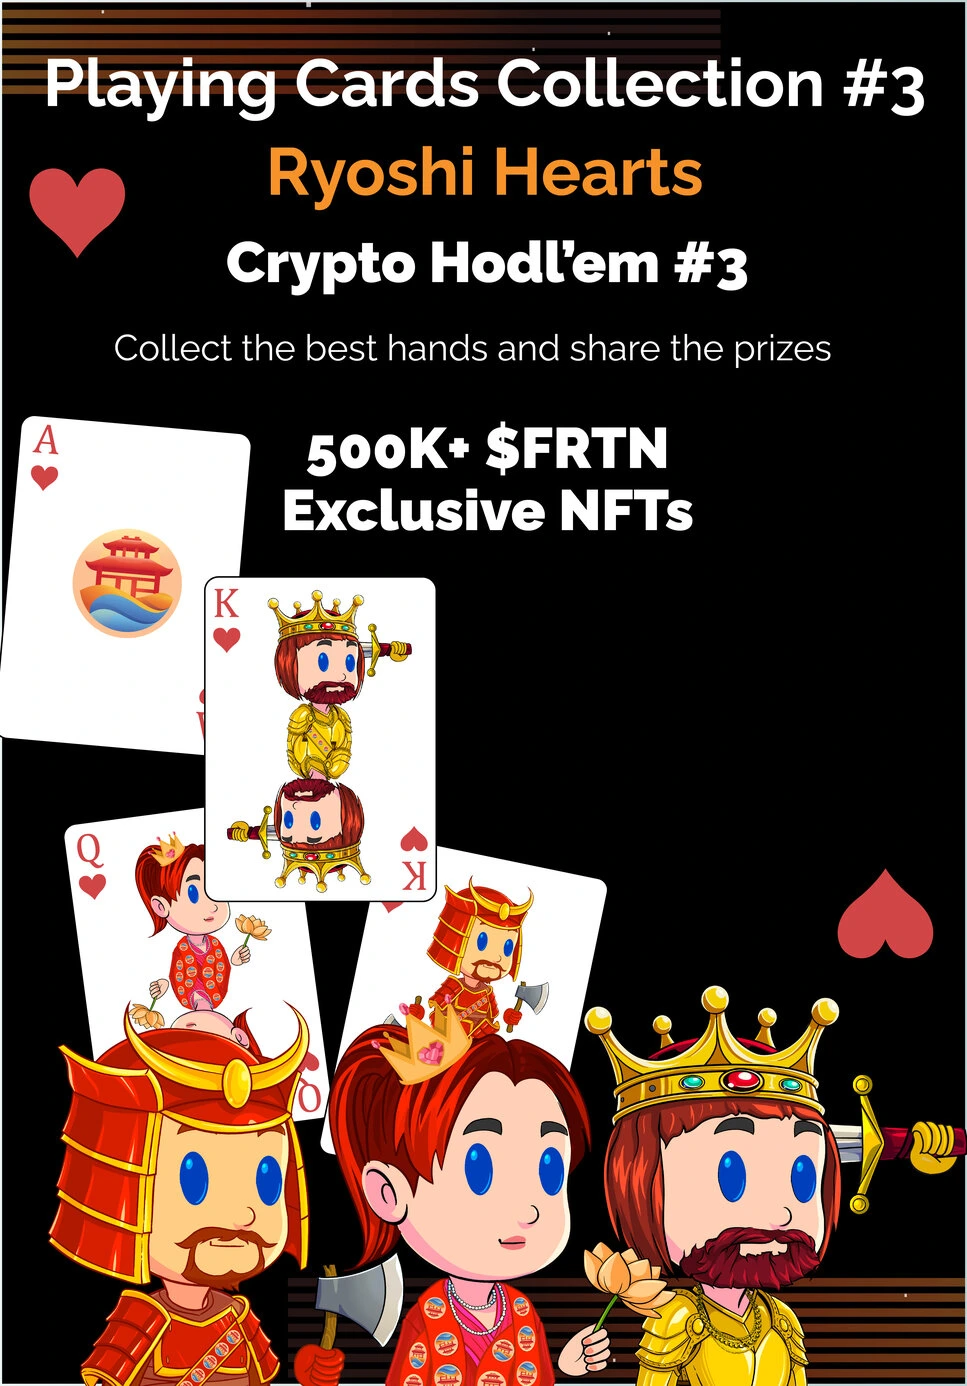 Playing Cards Collection #3
Ryoshi Hearts
Crypto Hodl’em #3
Collect the best hands and share the prizes
500K+ $FRTN
Exclusive NFTs
A
K
K
Q
Q